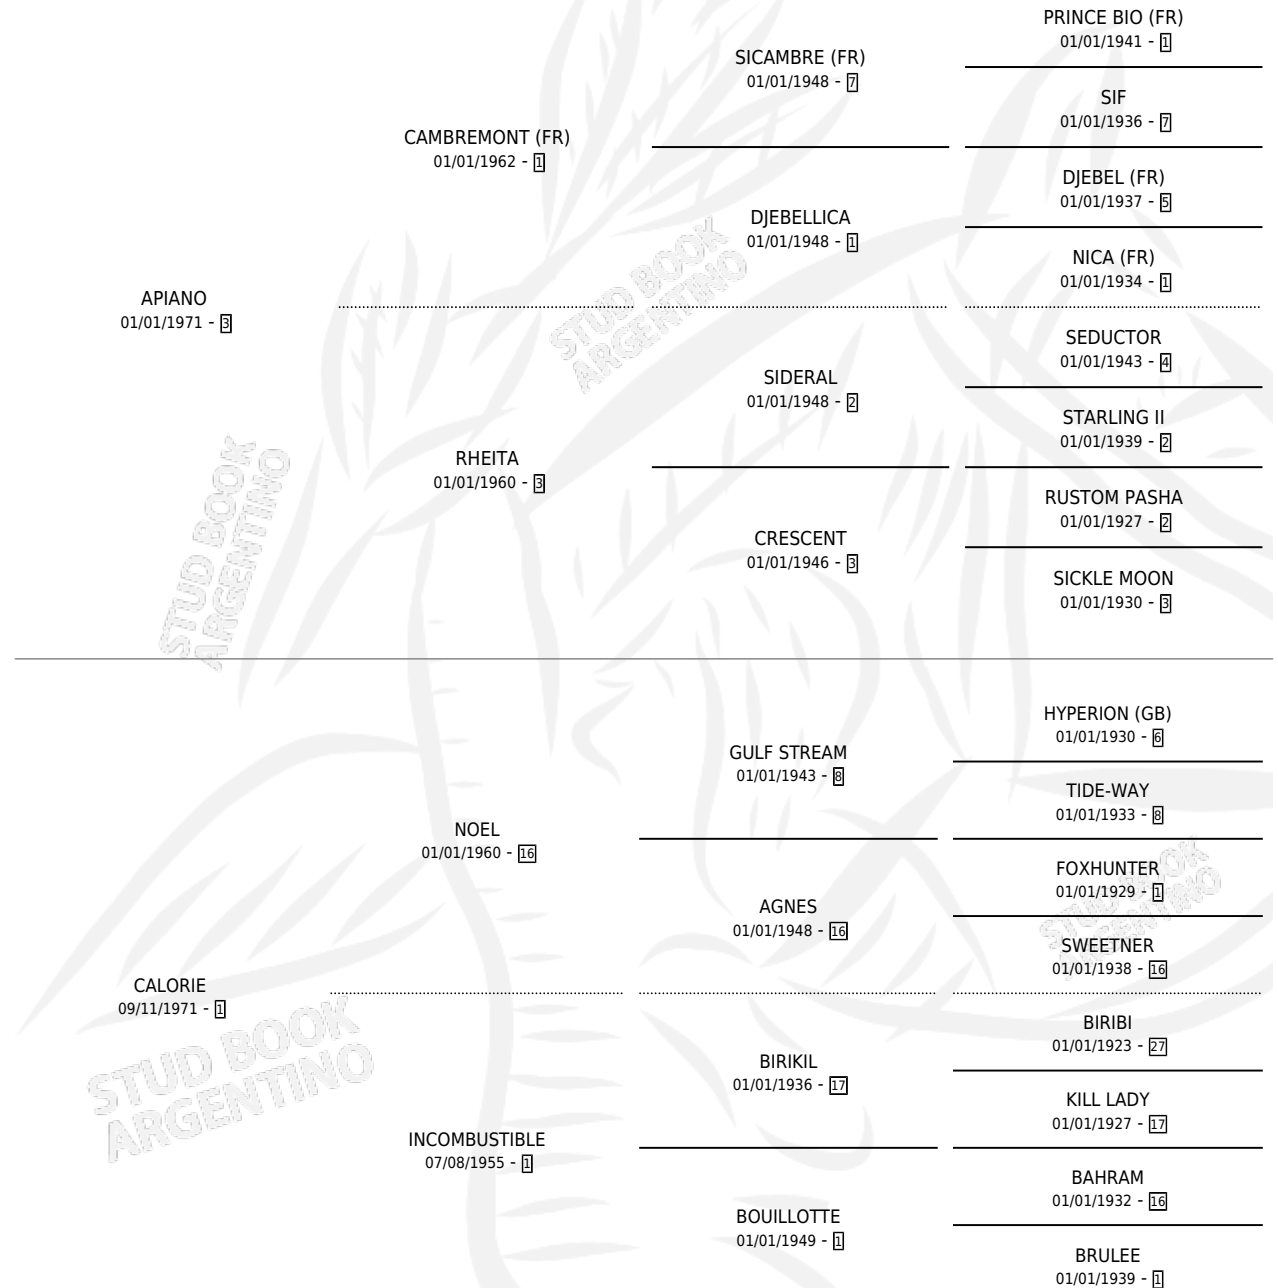 PRINCE BIO (FR)
01/01/1941 - 1
SICAMBRE (FR)
01/01/1948 - 7
SIF
01/01/1936 - 7
CAMBREMONT (FR)
01/01/1962 - 1
DJEBEL (FR)
01/01/1937 - 5
DJEBELLICA
01/01/1948 - 1
NICA (FR)
01/01/1934 - 1
APIANO
01/01/1971 - 3
SEDUCTOR
01/01/1943 - 4
SIDERAL
01/01/1948 - 2
STARLING II
01/01/1939 - 2
RHEITA
01/01/1960 - 3
RUSTOM PASHA
01/01/1927 - 2
CRESCENT
01/01/1946 - 3
SICKLE MOON
01/01/1930 - 3
HYPERION (GB)
01/01/1930 - 6
GULF STREAM
01/01/1943 - 8
TIDE-WAY
01/01/1933 - 8
NOEL
01/01/1960 - 16
FOXHUNTER
01/01/1929 - 1
AGNES
01/01/1948 - 16
SWEETNER
01/01/1938 - 16
CALORIE
09/11/1971 - 1
BIRIBI
01/01/1923 - 27
BIRIKIL
01/01/1936 - 17
KILL LADY
01/01/1927 - 17
INCOMBUSTIBLE
07/08/1955 - 1
BAHRAM
01/01/1932 - 16
BOUILLOTTE
01/01/1949 - 1
BRULEE
01/01/1939 - 1
STUD BOOK
ARGENTINO
STUD BOOK
ARGENTINO
STUD BOOK
ARGENTINO
STUD BOOK
ARGENTINO